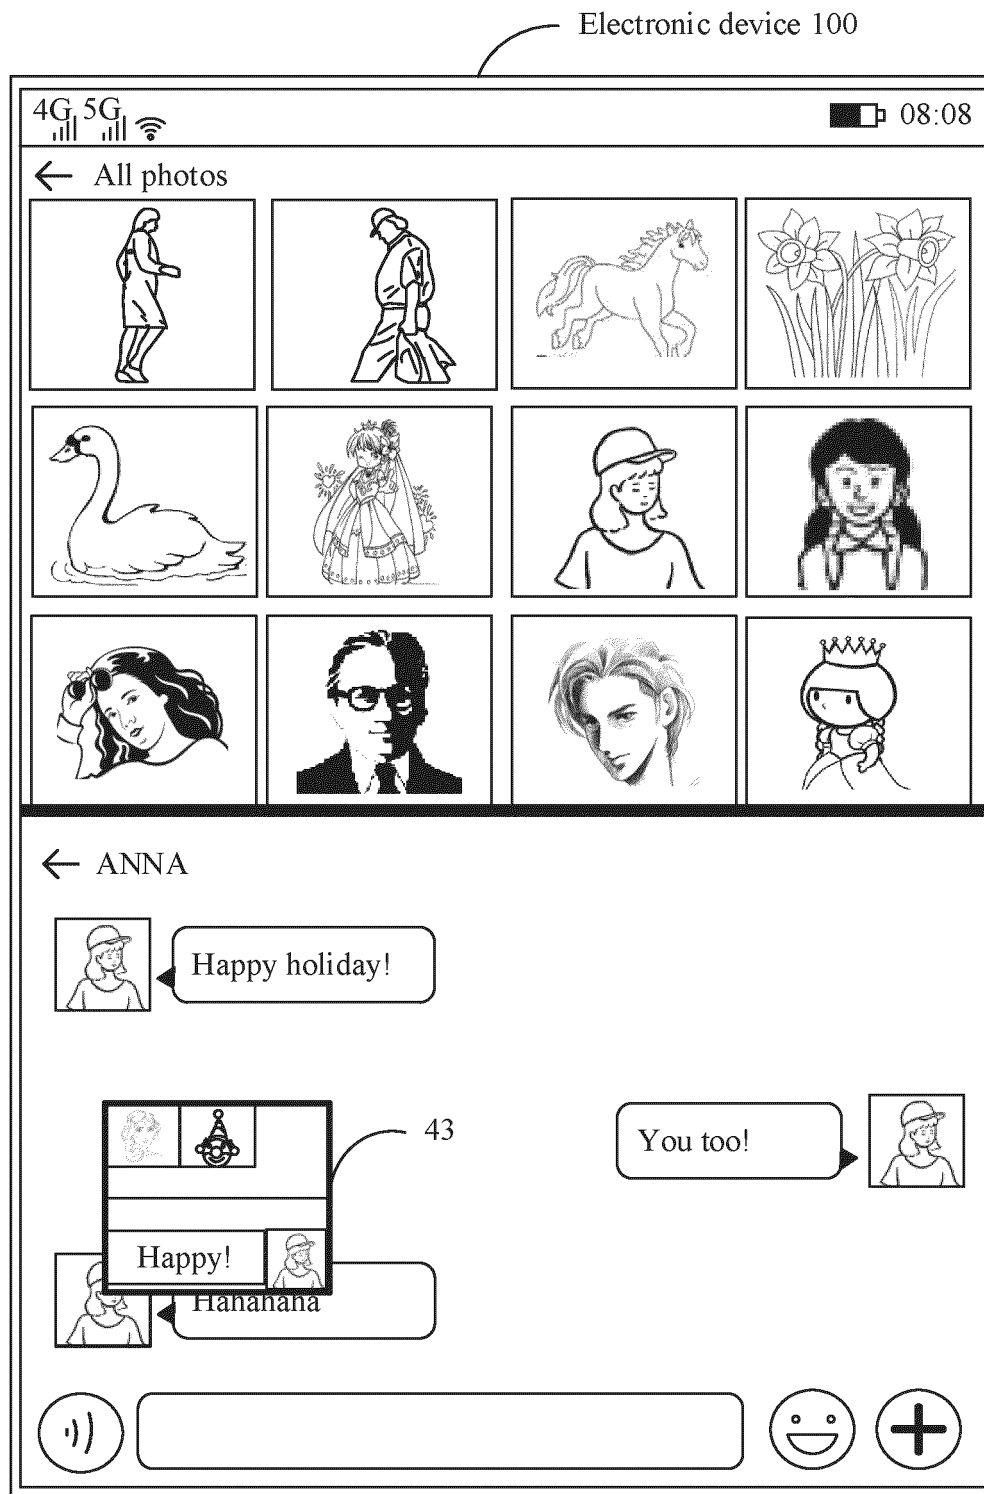 Electronic device 100
4G 5G 08:08
All photos
ANNA
Happy holiday!
43
You too!
Happy!
Hahahaha